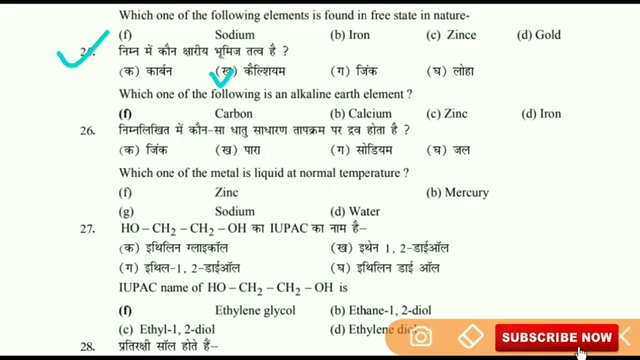 Which one of the following elements is found in free state in nature-
(f) Sodium (b) Iron (c) Zince (d) Gold
निम्न में कौन क्षारीय भूमिज तत्व है ?
(क) कार्बन (ख) कैल्शियम (ग) जिंक (घ) लोहा
Which one of the following is an alkaline earth element ?
(f) Carbon (b) Calcium (c) Zinc (d) Iron
26. निम्नलिखित में कौन-सा धातु साधारण तापक्रम पर द्रव होता है ?
(क) जिंक (ख) पारा (ग) सोडियम (घ) जल
Which one of the metal is liquid at normal temperature ?
(f) Zinc (b) Mercury
(g) Sodium (d) Water
27. HO – CH₂ – CH₂ – OH का IUPAC का नाम है-
(क) इथिलिन ग्लाइकॉल (ख) इथेन 1, 2-डाईऑल
(ग) इथिल-1, 2-डाईऑल (घ) इथिलिन डाई ऑल
IUPAC name of HO – CH₂ – CH₂ – OH is
(f) Ethylene glycol (b) Ethane-1, 2-diol
(c) Ethyl-1, 2-diol (d) Ethylene diol
28. प्रतिरक्षी सॉल होते हैं-
SUBSCRIBE NOW